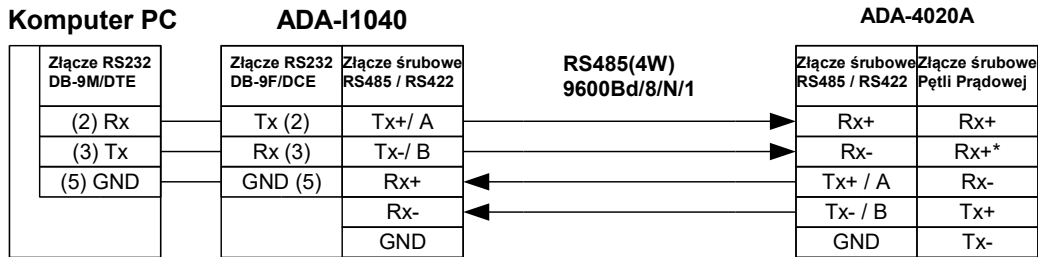 Komputer PC ADA-I1040 ADA-4020A
Złącze RS232 Złącze RS232 Złącze śrubowe RS485(4W) Złącze śrubowe Złącze śrubowe
DB-9M/DTE DB-9F/DCE RS485 / RS422 9600Bd/8/N/1 RS485 / RS422 Pętli Prądowej
(2) Rx Tx (2) Tx+/ A Rx+ Rx+
(3) Tx Rx (3) Tx-/ B Rx- Rx+*
(5) GND GND (5) Rx+ Tx+ / A Rx-
Rx- Tx- / B Tx+
GND GND Tx-